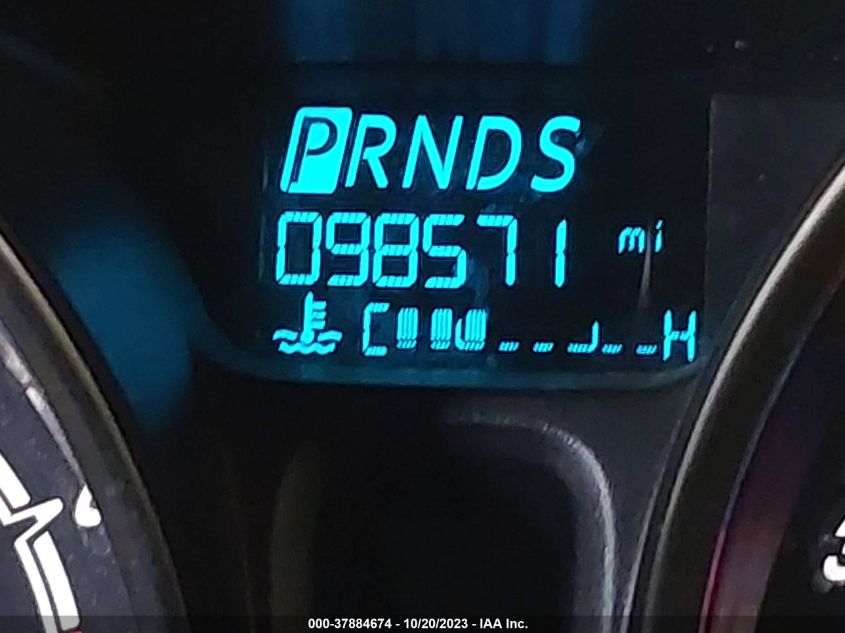 PRNDS
098571 mi
C H
000-37884674 - 10/20/2023 - IAA Inc.